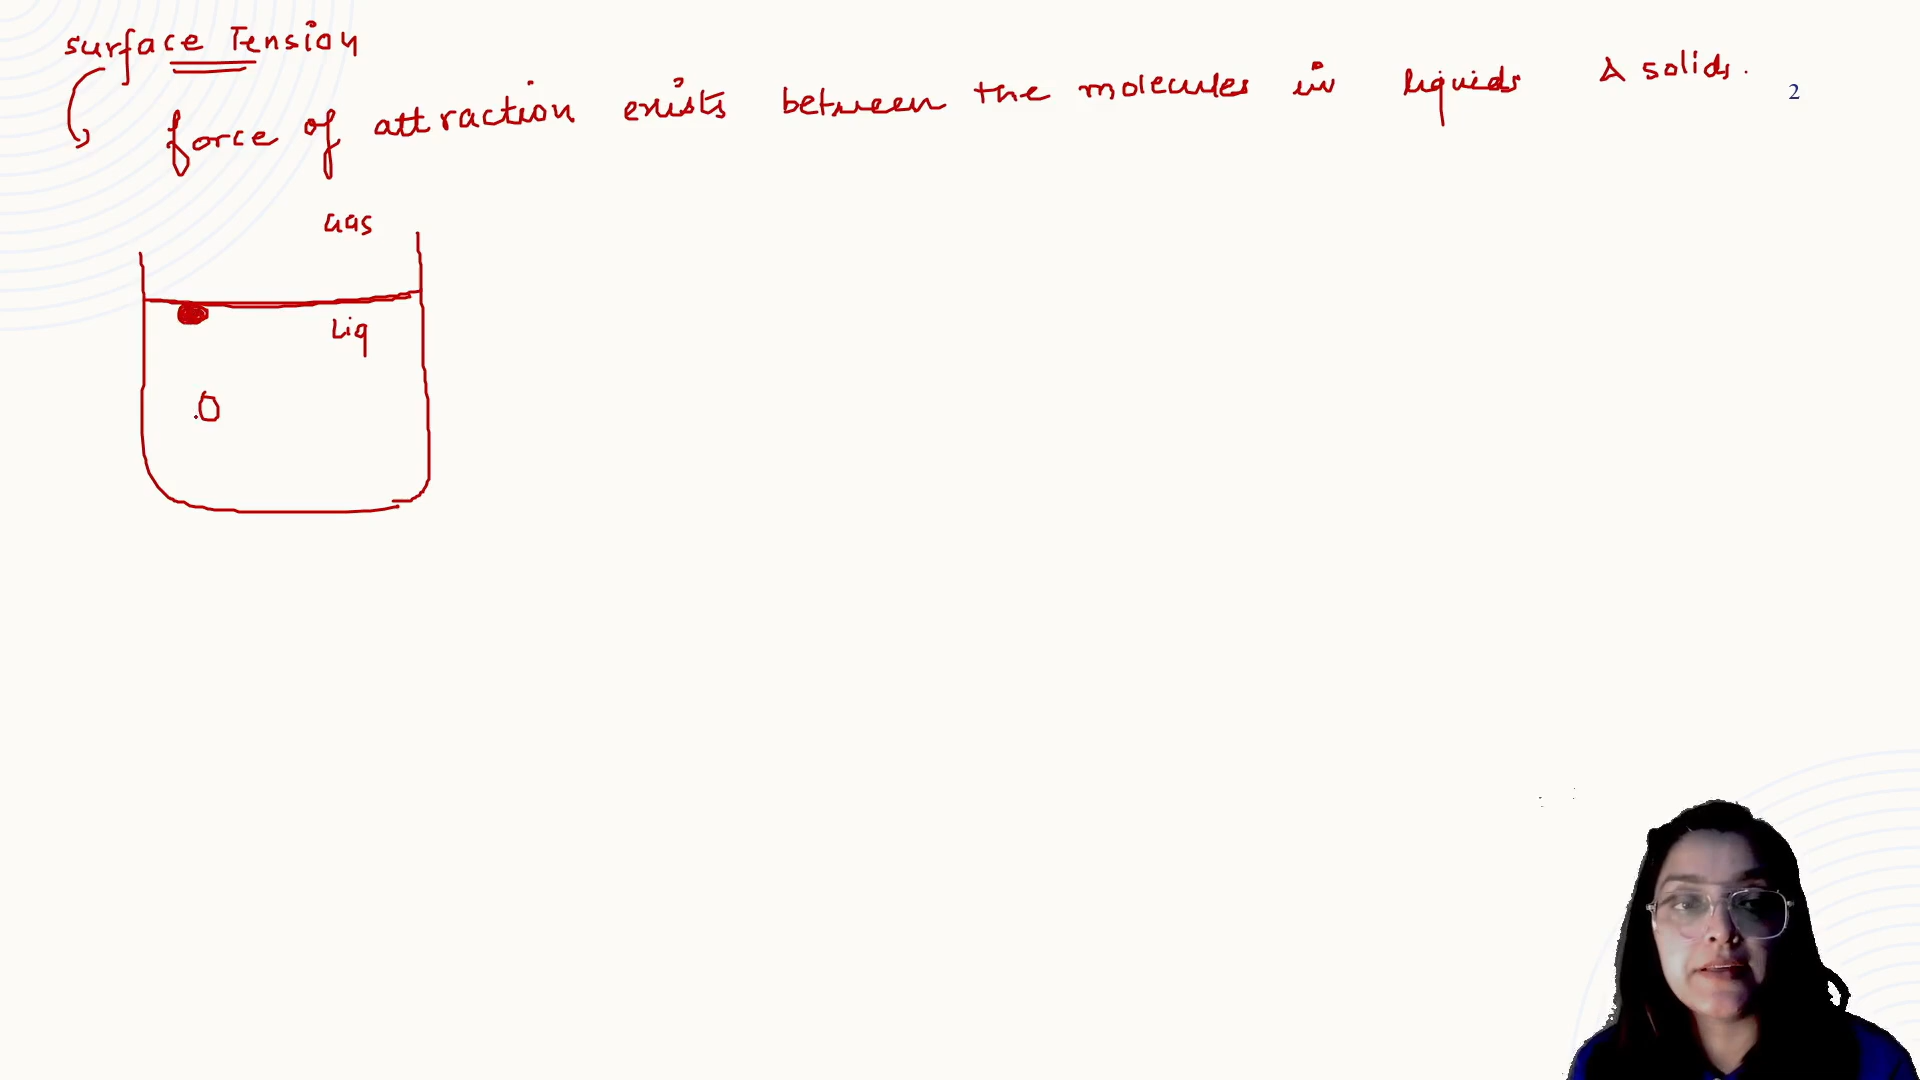 surface Tension
force of attraction exists between the molecules in liquids & solids.
2
Gas
Liq